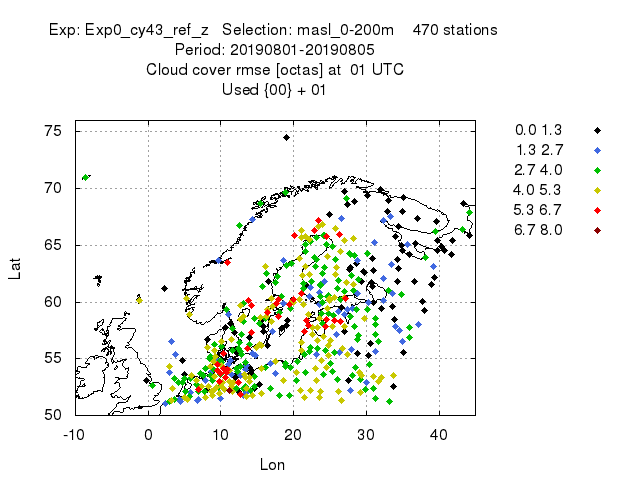 Exp: Exp0_cy43_ref_z   Selection: masl_0-200m    470 stations
Period: 20190801-20190805
Cloud cover rmse [octas] at  01 UTC
Used {00} + 01
0.0 1.3
1.3 2.7
2.7 4.0
4.0 5.3
5.3 6.7
6.7 8.0
75
70
65
60
55
50
Lat
-10 0 10 20 30 40
Lon